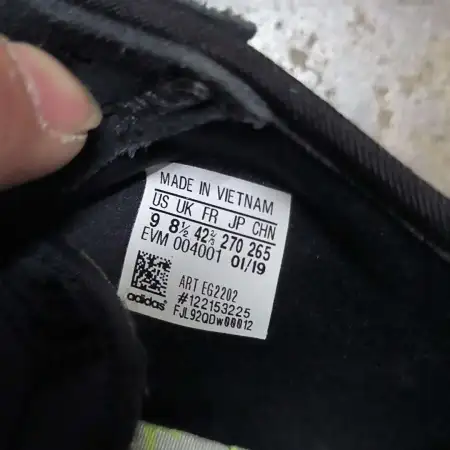 MADE IN VIETNAM
US UK FR JP CHN
9 8½ 42⅔ 270 265
EVM 004001 01/19
ART EG2202
#122153225
adidas FJL92QDW00012